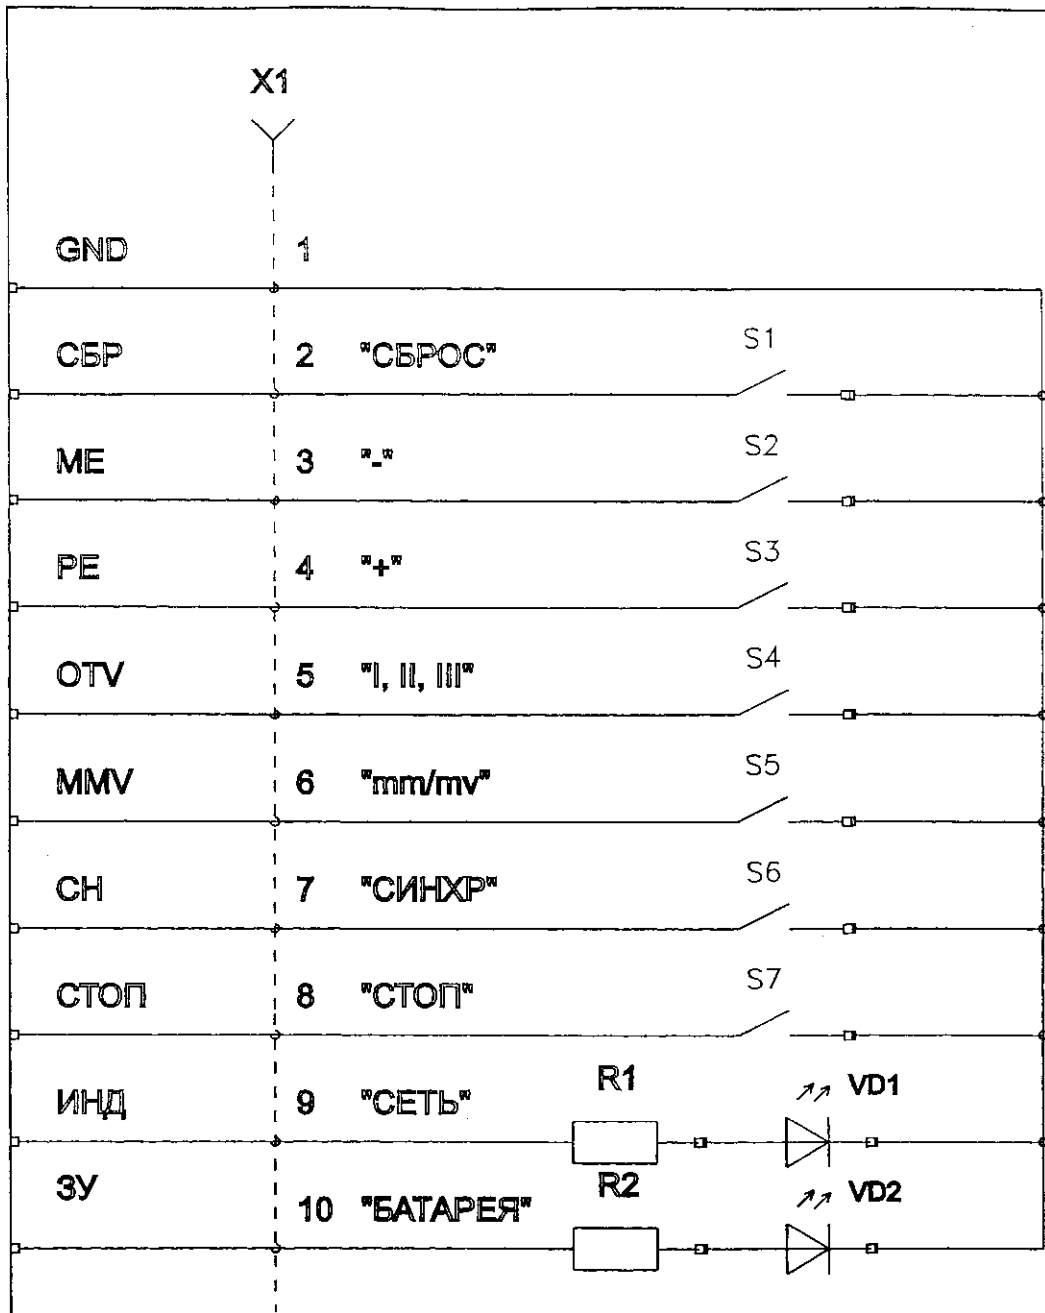 X1
GND 1
СБР 2 "СБРОС" S1
МЕ 3 "-" S2
РЕ 4 "+" S3
OTV 5 "I, II, III" S4
MMV 6 "mm/mv" S5
СН 7 "СИНХР" S6
СТОП 8 "СТОП" S7
ИНД 9 "СЕТЬ" R1 VD1
ЗУ 10 "БАТАРЕЯ" R2 VD2